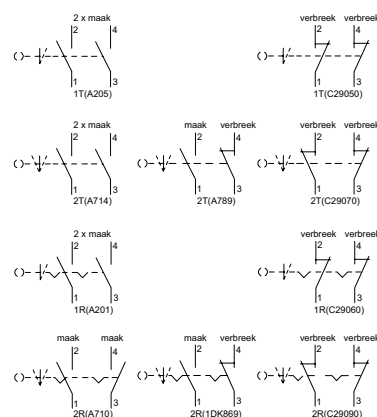 2 x maak
2 4
1 3
1T(A205)
verbreek verbreek
2 4
1 3
1T(C29050)
2 x maak
2 4
1 3
2T(A714)
maak verbreek
2 4
1 3
2T(A789)
verbreek verbreek
2 4
1 3
2T(C29070)
2 x maak
2 4
1 3
1R(A201)
verbreek verbreek
2 4
1 3
1R(C29060)
maak maak
2 4
1 3
2R(A710)
maak verbreek
2 4
1 3
2R(1DK869)
verbreek verbreek
2 4
1 3
2R(C29090)